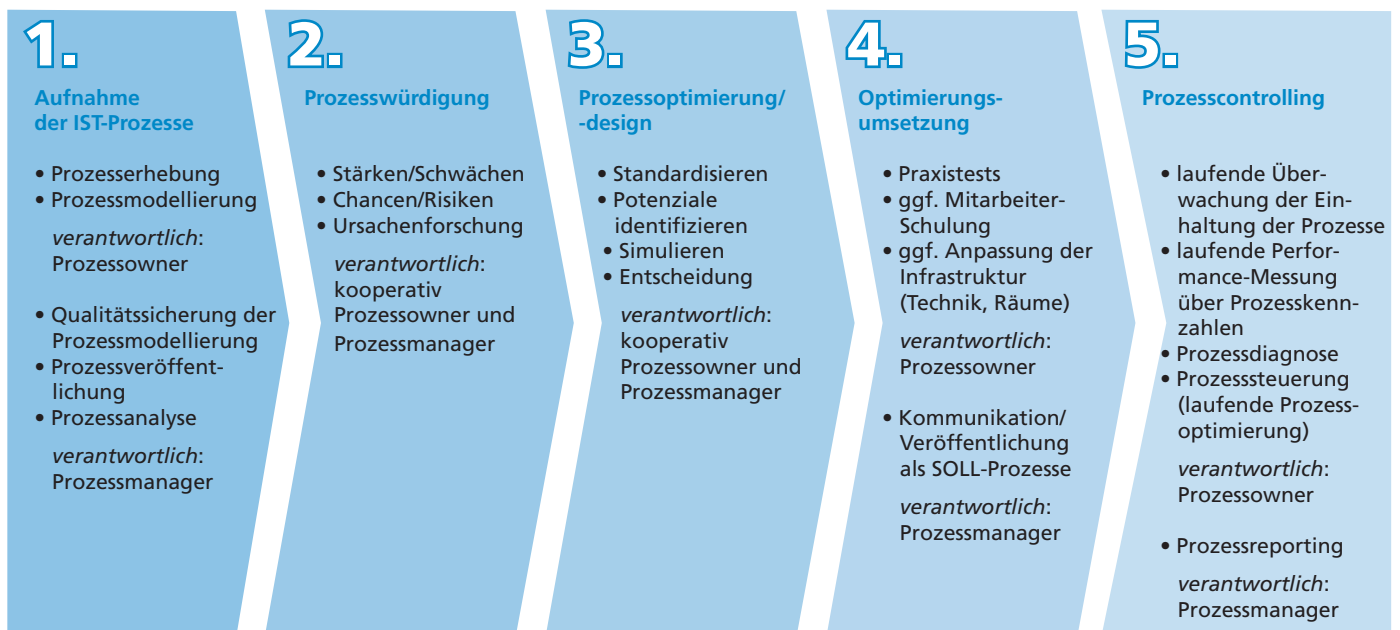 1.
Aufnahme
der IST-Prozesse
• Prozesserhebung
• Prozessmodellierung
verantwortlich:
Prozessowner
• Qualitätssicherung der
Prozessmodellierung
• Prozessveröffent-
lichung
• Prozessanalyse
verantwortlich:
Prozessmanager
2.
Prozesswürdigung
• Stärken/Schwächen
• Chancen/Risiken
• Ursachenforschung
verantwortlich:
kooperativ
Prozessowner und
Prozessmanager
3.
Prozessoptimierung/
-design
• Standardisieren
• Potenziale
identifizieren
• Simulieren
• Entscheidung
verantwortlich:
kooperativ
Prozessowner und
Prozessmanager
4.
Optimierungs-
umsetzung
• Praxistests
• ggf. Mitarbeiter-
Schulung
• ggf. Anpassung der
Infrastruktur
(Technik, Räume)
verantwortlich:
Prozessowner
• Kommunikation/
Veröffentlichung
als SOLL-Prozesse
verantwortlich:
Prozessmanager
5.
Prozesscontrolling
• laufende Über-
wachung der Ein-
haltung der Prozesse
• laufende Perfor-
mance-Messung
über Prozesskenn-
zahlen
• Prozessdiagnose
• Prozesssteuerung
(laufende Prozess-
optimierung)
verantwortlich:
Prozessowner
• Prozessreporting
verantwortlich:
Prozessmanager